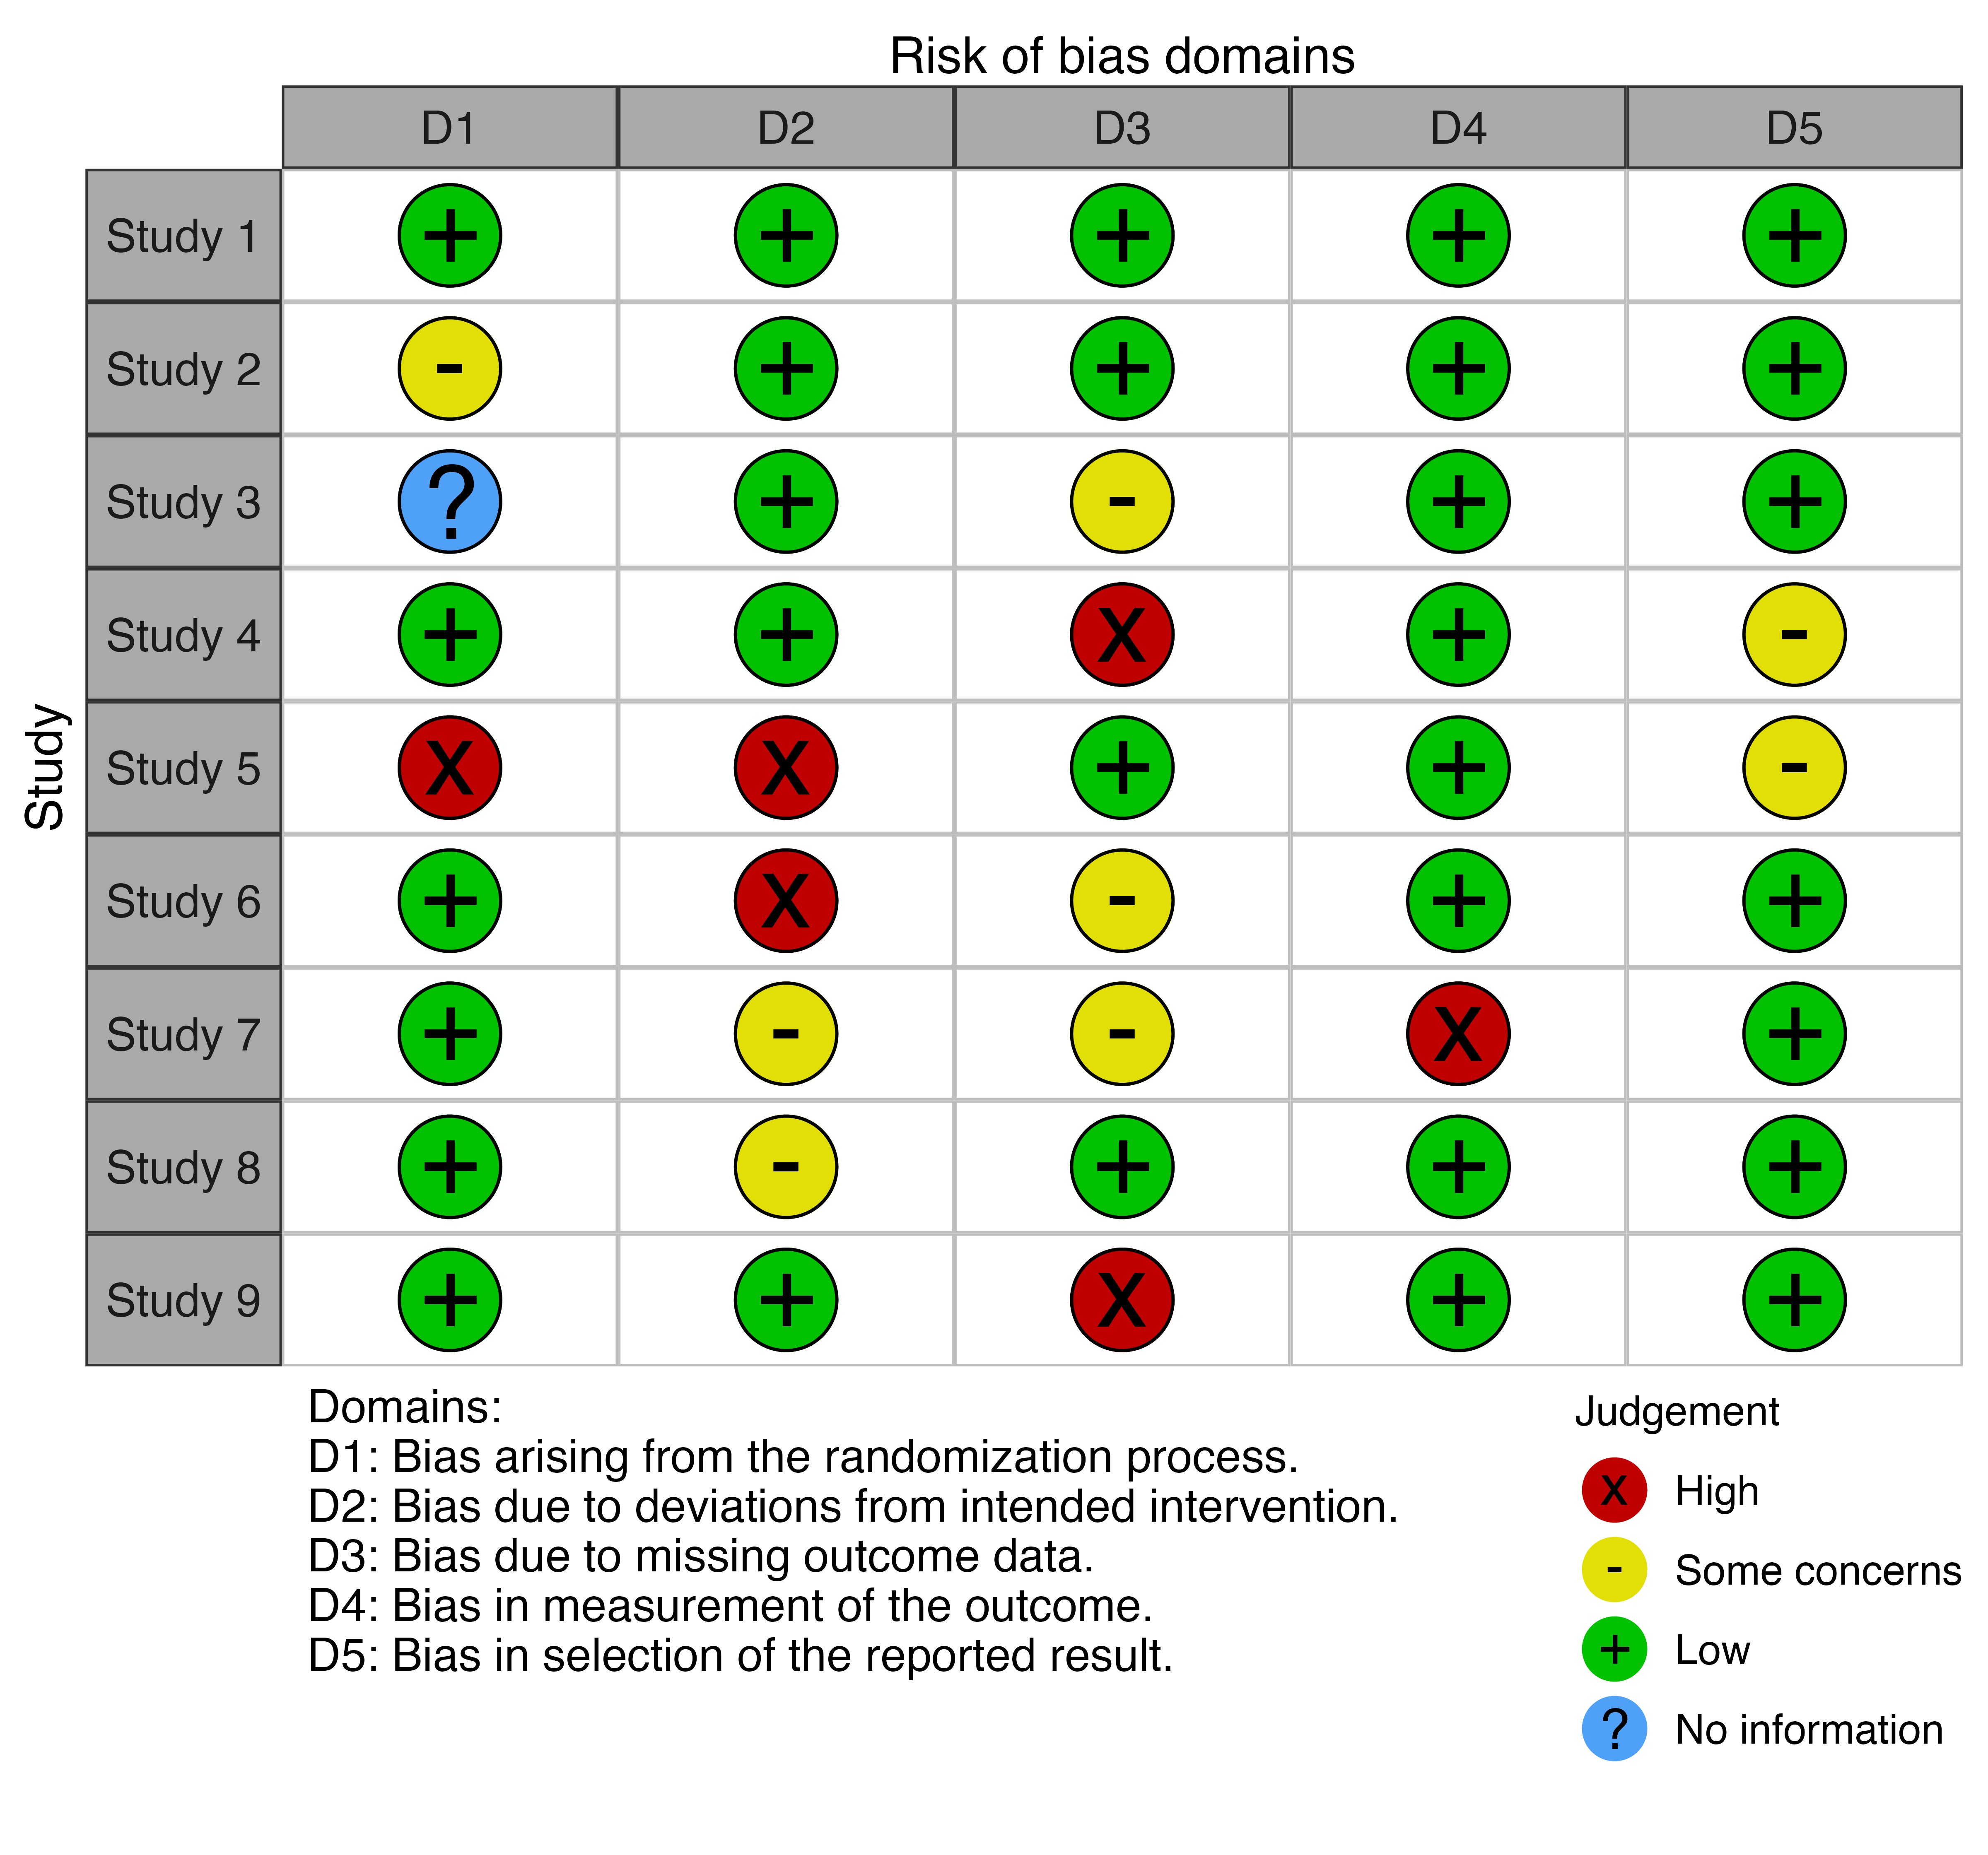 Risk of bias domains
D1 D2 D3 D4 D5
Study
Study 1 + + + + +
Study 2 - + + + +
Study 3 ? + - + +
Study 4 + + X + -
Study 5 X X + + -
Study 6 + X - + +
Study 7 + - - X +
Study 8 + - + + +
Study 9 + + X + +
Domains:
D1: Bias arising from the randomization process.
D2: Bias due to deviations from intended intervention.
D3: Bias due to missing outcome data.
D4: Bias in measurement of the outcome.
D5: Bias in selection of the reported result.
Judgement
X High
- Some concerns
+ Low
? No information